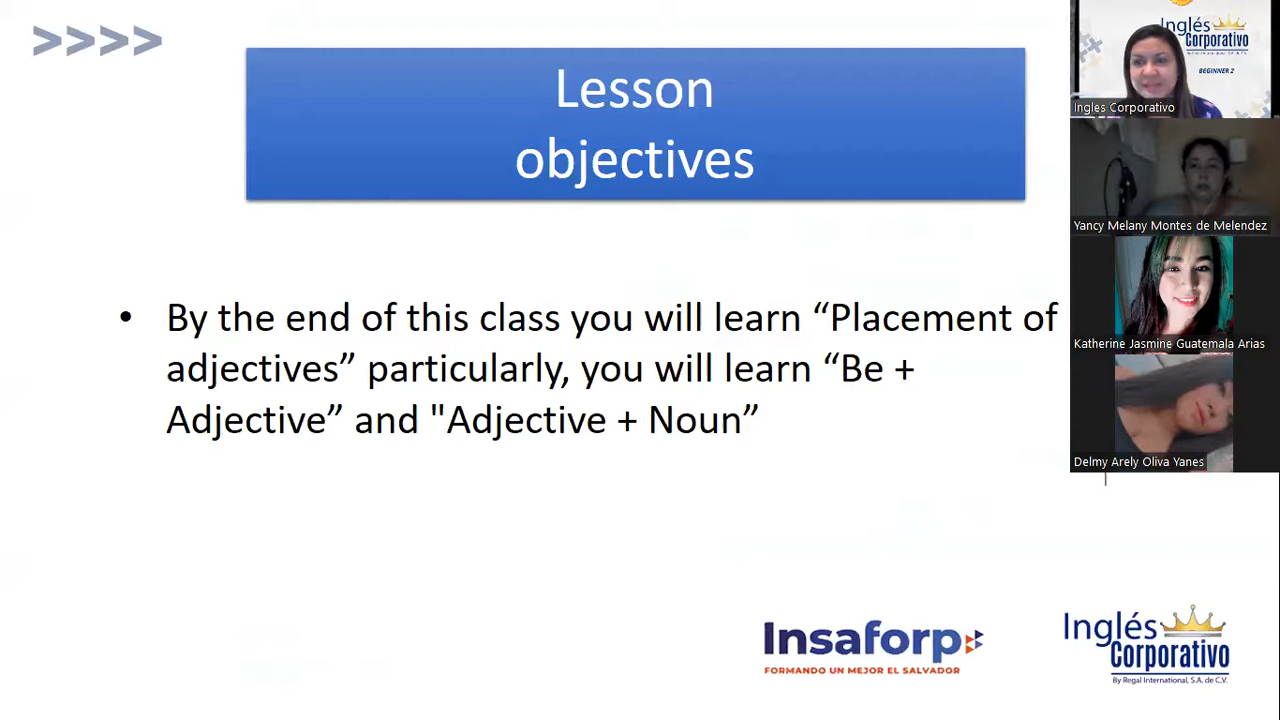 >>>>
Lesson
objectives
• By the end of this class you will learn “Placement of
adjectives” particularly, you will learn “Be +
Adjective” and "Adjective + Noun”
Inglés
Corporativo
BEGINNER 2
Ingles Corporativo
Yancy Melany Montes de Melendez
Katherine Jasmine Guatemala Arias
Delmy Arely Oliva Yanes
Insaforp
FORMANDO UN MEJOR EL SALVADOR
Inglés
Corporativo
By Regal International, S.A. de C.V.